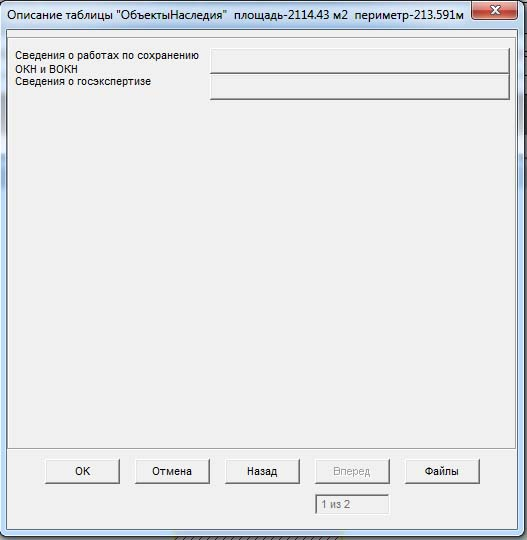 Описание таблицы "ОбъектыНаследия" площадь-2114.43 м2 периметр-213.591м
Сведения о работах по сохранению
ОКН и ВОКН
Сведения о госэкспертизе
ОК
Отмена
Назад
Вперед
Файлы
1 из 2